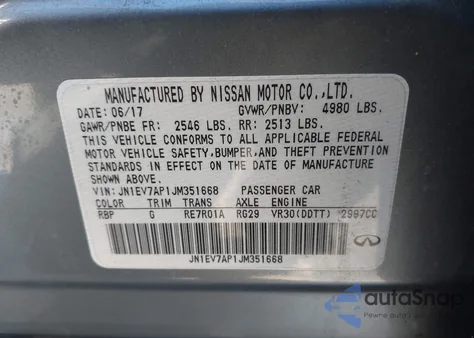 MANUFACTURED BY NISSAN MOTOR CO.,LTD.
DATE: 06/17 GVWR/PNBV: 4980 LBS.
GAWR/PNBE FR: 2546 LBS. RR: 2513 LBS.
THIS VEHICLE CONFORMS TO ALL APPLICABLE FEDERAL
MOTOR VEHICLE SAFETY,BUMPER,AND THEFT PREVENTION
STANDARDS IN EFFECT ON THE DATE OF MANUFACTURE
SHOWN ABOVE.
VIN: JN1EV7AP1JM351668 PASSENGER CAR
COLOR TRIM TRANS AXLE ENGINE
RBP G RE7R01A RG29 VR30(DDTT) 2997CC
JN1EV7AP1JM351668
autoSnap
Pewne auto z USA